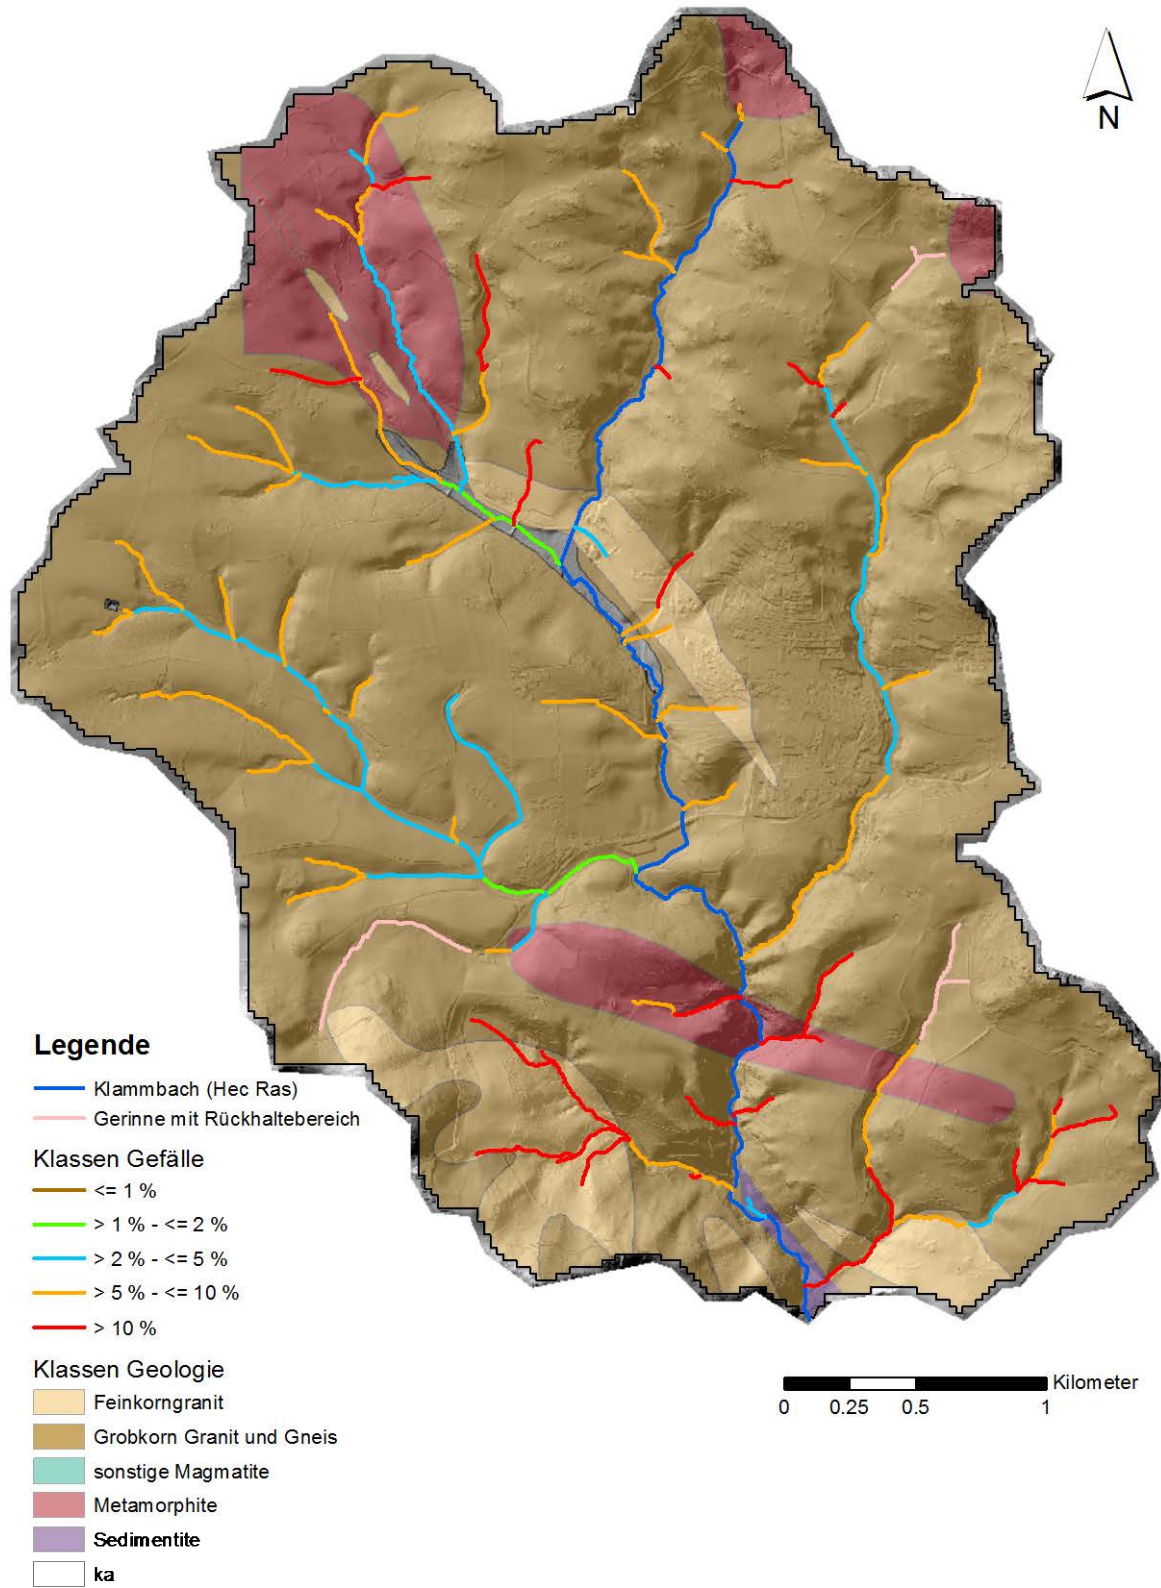 N
Legende
Klammbach (Hec Ras)
Gerinne mit Rückhaltebereich
Klassen Gefälle
<= 1 %
> 1 % - <= 2 %
> 2 % - <= 5 %
> 5 % - <= 10 %
> 10 %
Klassen Geologie
Feinkorngranit
Grobkorn Granit und Gneis
sonstige Magmatite
Metamorphite
Sedimentite
ka
Kilometer
0 0.25 0.5 1